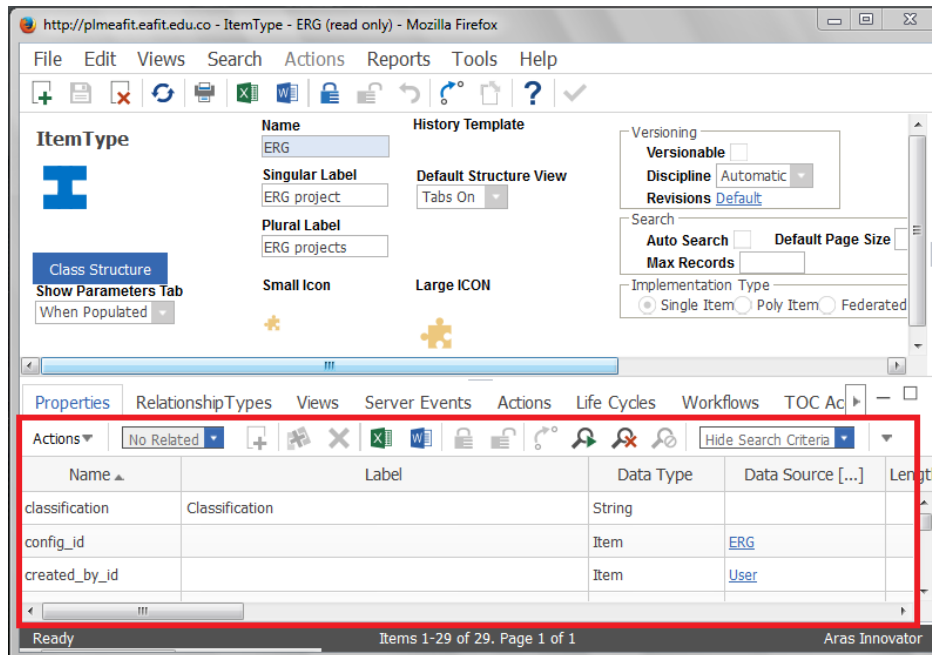 http://plmeafit.eafit.edu.co - ItemType - ERG (read only) - Mozilla Firefox
File Edit Views Search Actions Reports Tools Help
ItemType
Name
ERG
History Template
Singular Label
ERG project
Default Structure View
Tabs On
Plural Label
ERG projects
Class Structure
Show Parameters Tab
When Populated
Small Icon
Large ICON
Versioning
Versionable
Discipline Automatic
Revisions Default
Search
Auto Search Default Page Size
Max Records
Implementation Type
Single Item Poly Item Federated
Properties RelationshipTypes Views Server Events Actions Life Cycles Workflows TOC Ac
Actions No Related Hide Search Criteria
Name Label Data Type Data Source [...] Lengt
classification Classification String
config_id Item ERG
created_by_id Item User
Ready Items 1-29 of 29. Page 1 of 1 Aras Innovator